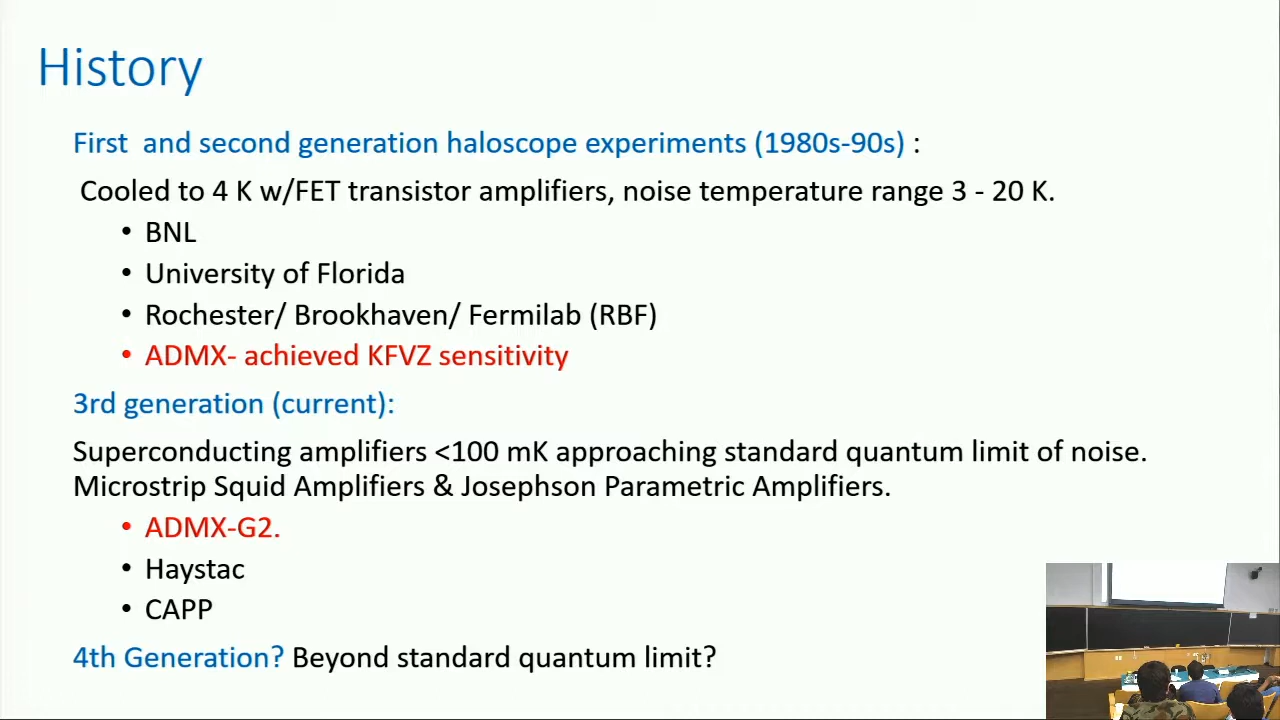 History
First and second generation haloscope experiments (1980s-90s) :
Cooled to 4 K w/FET transistor amplifiers, noise temperature range 3 - 20 K.
• BNL
• University of Florida
• Rochester/ Brookhaven/ Fermilab (RBF)
• ADMX- achieved KFVZ sensitivity
3rd generation (current):
Superconducting amplifiers <100 mK approaching standard quantum limit of noise.
Microstrip Squid Amplifiers & Josephson Parametric Amplifiers.
• ADMX-G2.
• Haystac
• CAPP
4th Generation? Beyond standard quantum limit?